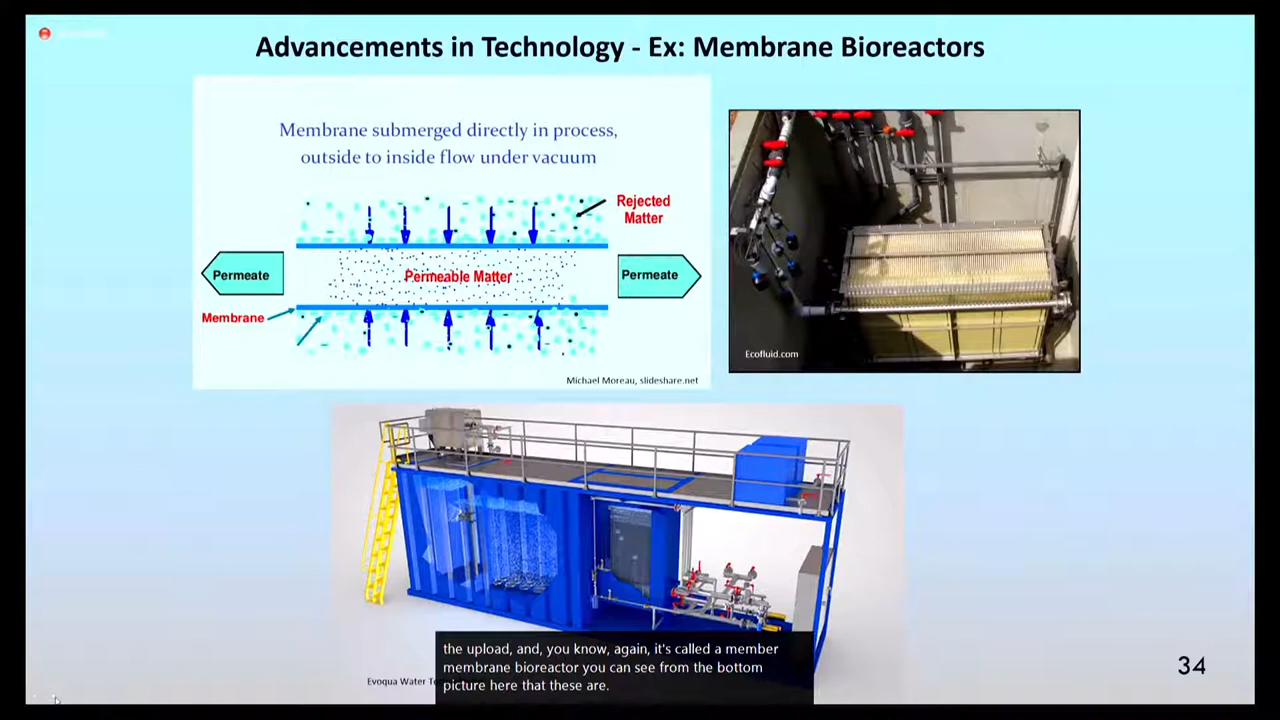 Advancements in Technology - Ex: Membrane Bioreactors
Membrane submerged directly in process,
outside to inside flow under vacuum
Rejected
Matter
Permeate
Permeable Matter
Permeate
Membrane
Michael Moreau, slideshare.net
Ecofluid.com
Evoqua Water
the upload, and, you know, again, it's called a member
membrane bioreactor you can see from the bottom
picture here that these are.
34